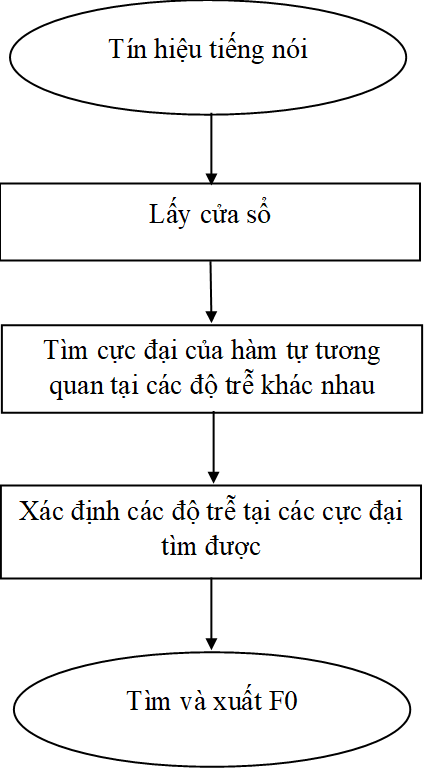 Tín hiệu tiếng nói
Lấy cửa sổ
Tìm cực đại của hàm tự tương
quan tại các độ trễ khác nhau
Xác định các độ trễ tại các cực đại
tìm được
Tìm và xuất F0